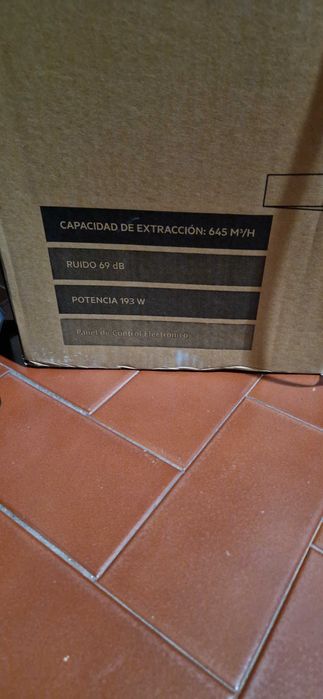 CAPACIDAD DE EXTRACCIÓN: 645 M³/H
RUIDO 69 dB
POTENCIA 193 W
Panel de Control Electrónico